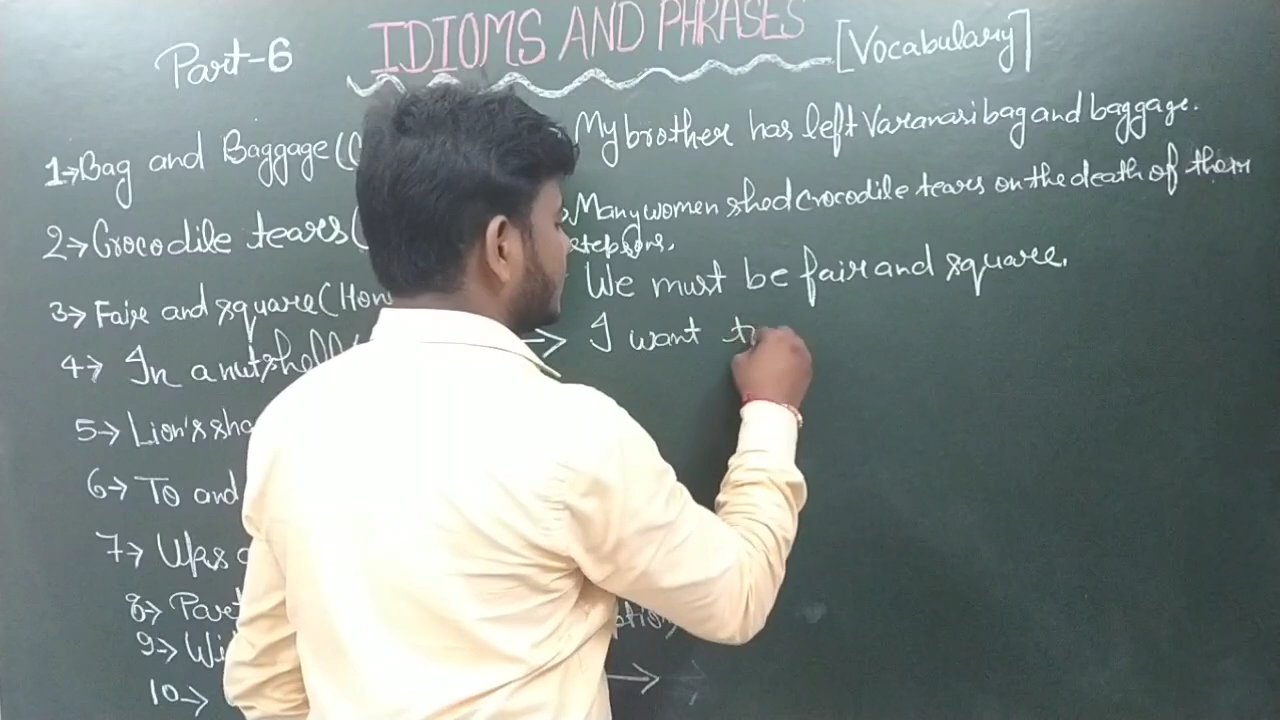 Part-6 IDIOMS AND PHRASES [Vocabulary]
1→Bag and Baggage ( My brother has left Varanasi bag and baggage.
2→Crocodile tears ( Many women shed crocodile tears on the death of their
stepsons.
3→Fair and square (Hon We must be fair and square.
4→ In a nutshell → I want t
5→ Lion's sha
6→ To and
7→ Ups
8→ Part
9→ Wi
10→
→